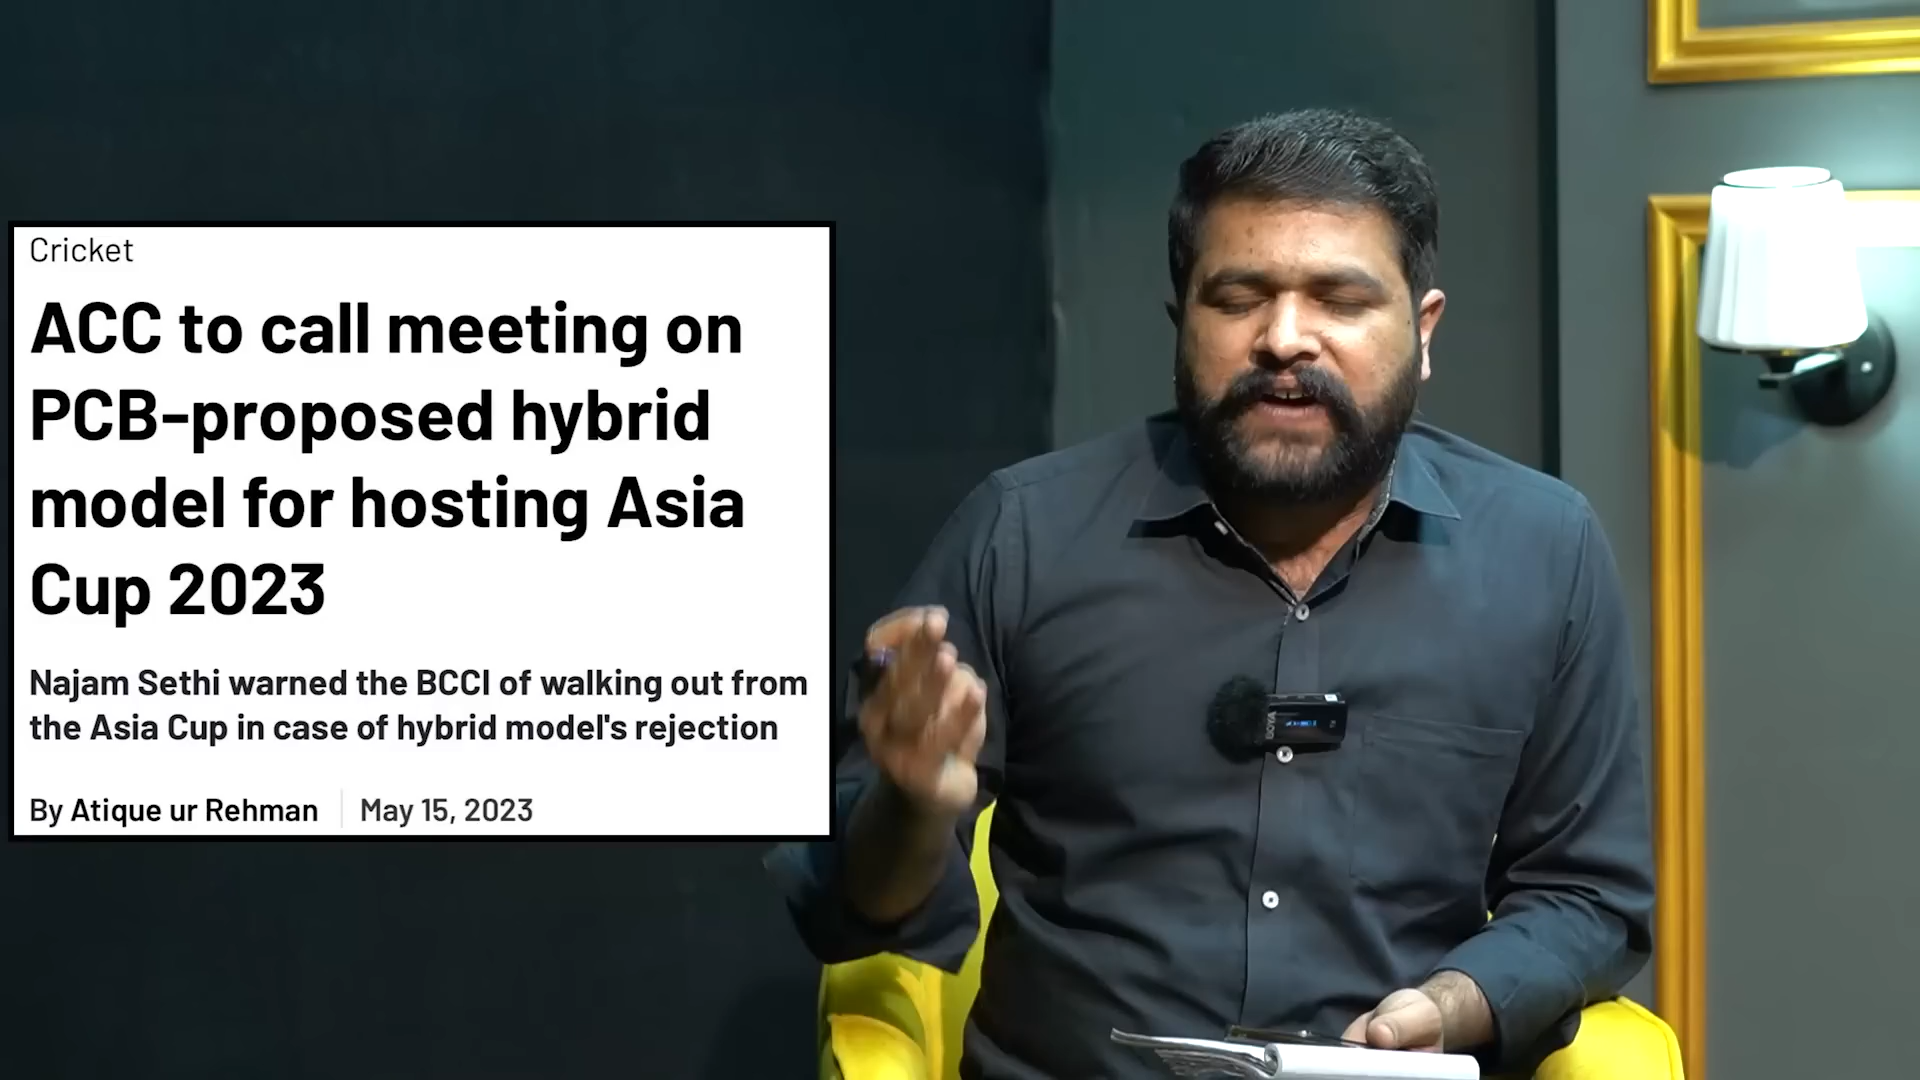 Cricket
ACC to call meeting on
PCB-proposed hybrid
model for hosting Asia
Cup 2023
Najam Sethi warned the BCCI of walking out from
the Asia Cup in case of hybrid model's rejection
By Atique ur Rehman | May 15, 2023
BOYA